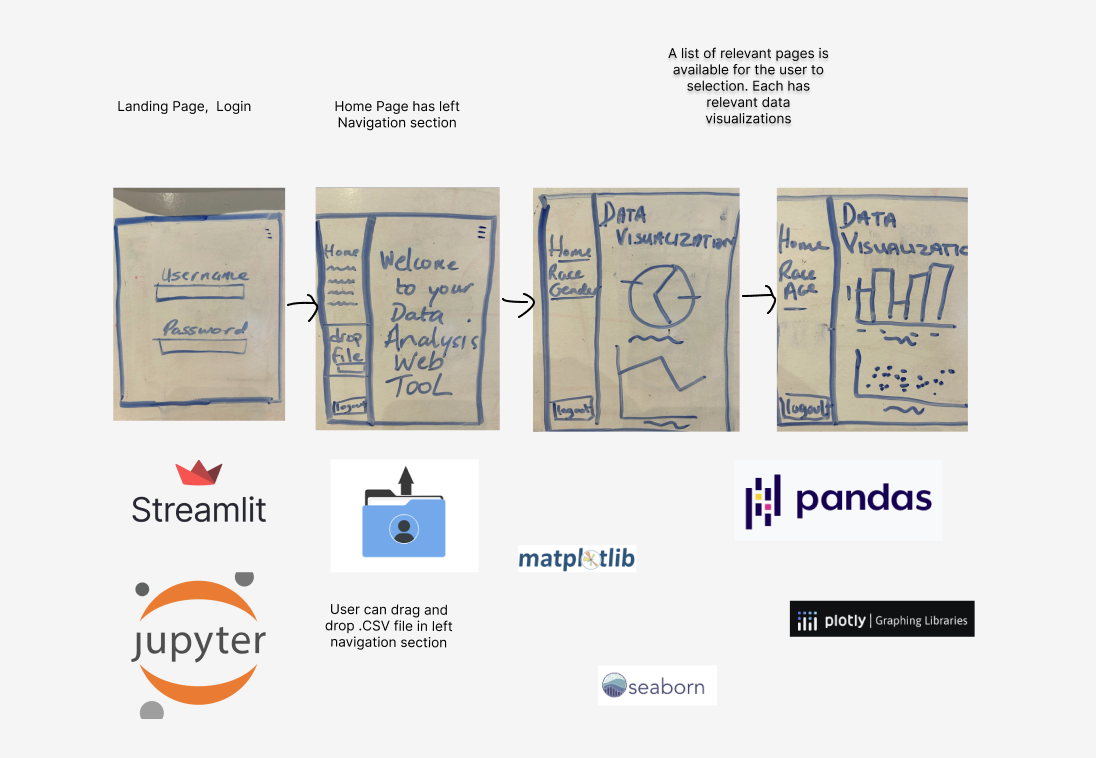 Landing Page,  Login
Home Page has left
Navigation section
A list of relevant pages is
available for the user to
selection. Each has
relevant data
visualizations
Username
Password
Home
drop
File
logout
Welcome
to your
Data
Analysis
Web
TOOL
Home
Race
Gender
logout
DATA
VISUALIZATION
Home
Race
AGe
logout
DATA
VISUALIZATIO
Streamlit
jupyter
User can drag and
drop .CSV file in left
navigation section
matplotlib
seaborn
pandas
plotly | Graphing Libraries